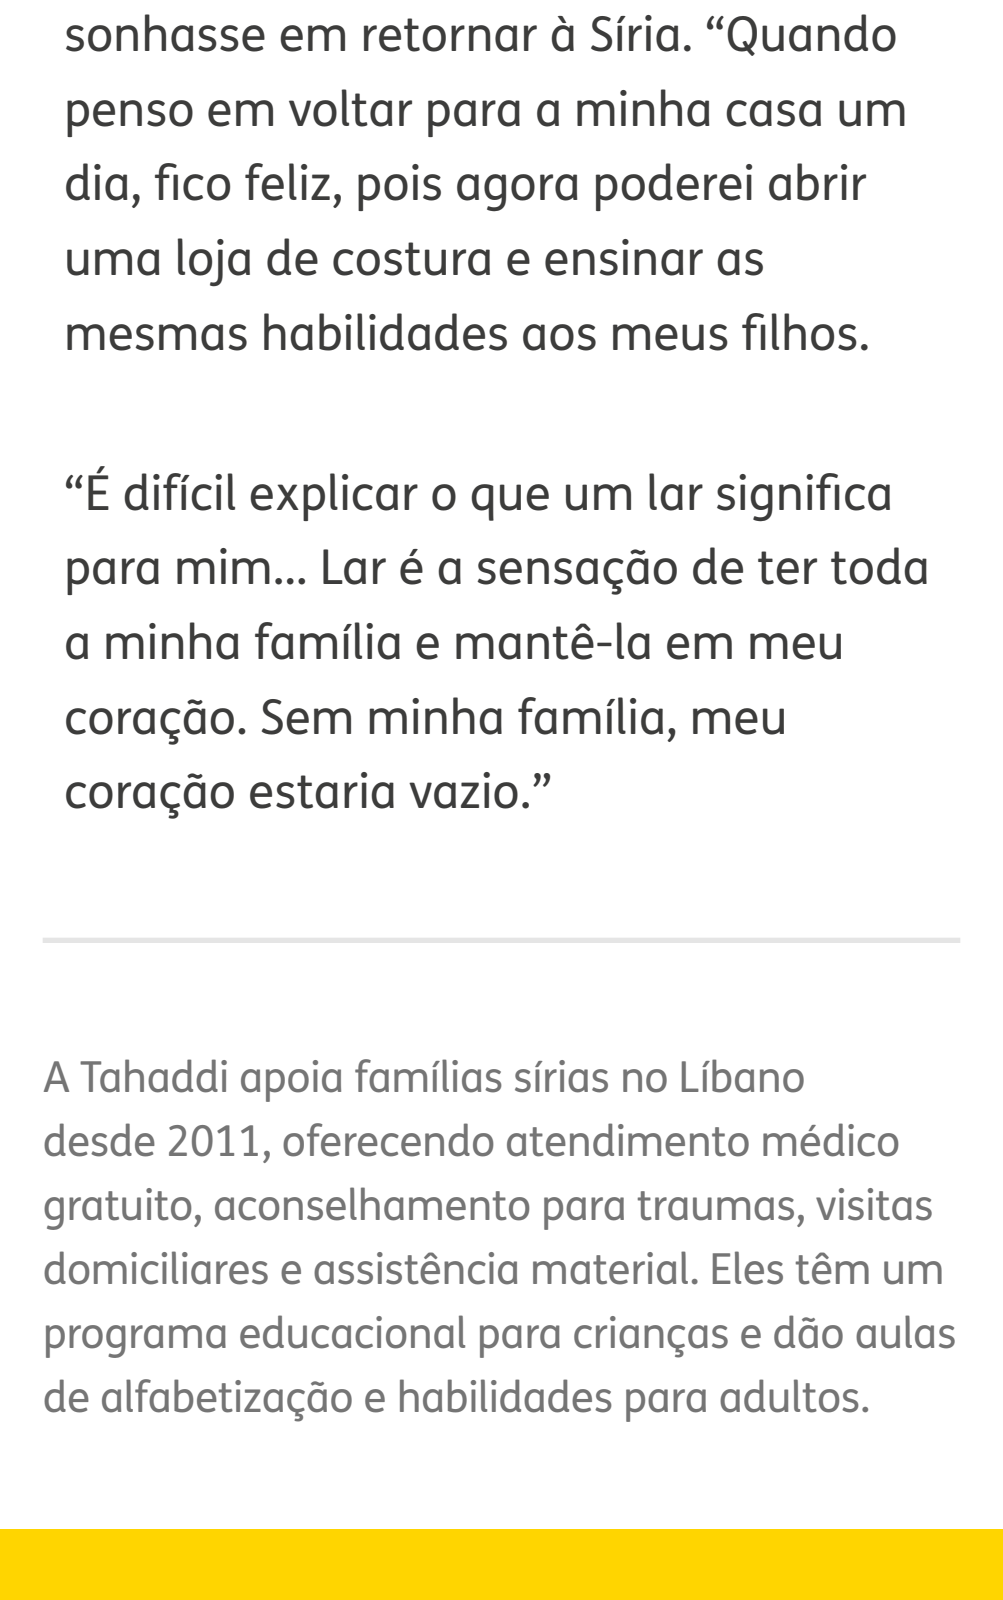 sonhasse em retornar à Síria. “Quando
penso em voltar para a minha casa um
dia, fico feliz, pois agora poderei abrir
uma loja de costura e ensinar as
mesmas habilidades aos meus filhos.
“É difícil explicar o que um lar significa
para mim... Lar é a sensação de ter toda
a minha família e mantê-la em meu
coração. Sem minha família, meu
coração estaria vazio.”
A Tahaddi apoia famílias sírias no Líbano
desde 2011, oferecendo atendimento médico
gratuito, aconselhamento para traumas, visitas
domiciliares e assistência material. Eles têm um
programa educacional para crianças e dão aulas
de alfabetização e habilidades para adultos.